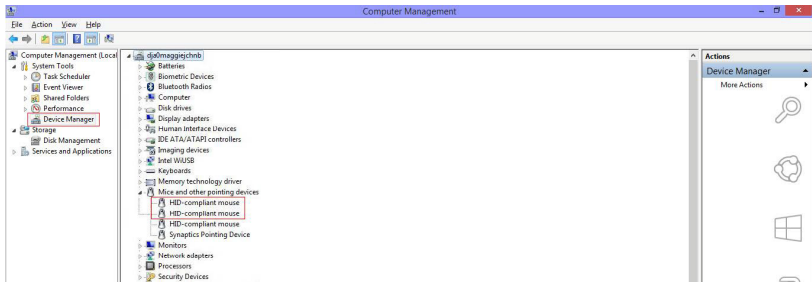 Computer Management
File Action View Help
Computer Management (Local
System Tools
Task Scheduler
Event Viewer
Shared Folders
Performance
Device Manager
Storage
Disk Management
Services and Applications
dja0maggiejchnb
Batteries
Biometric Devices
Bluetooth Radios
Computer
Disk drives
Display adapters
Human Interface Devices
IDE ATA/ATAPI controllers
Imaging devices
Intel WiUSB
Keyboards
Memory technology driver
Mice and other pointing devices
HID-compliant mouse
HID-compliant mouse
HID-compliant mouse
Synaptics Pointing Device
Monitors
Network adapters
Processors
Security Devices
Actions
Device Manager
More Actions